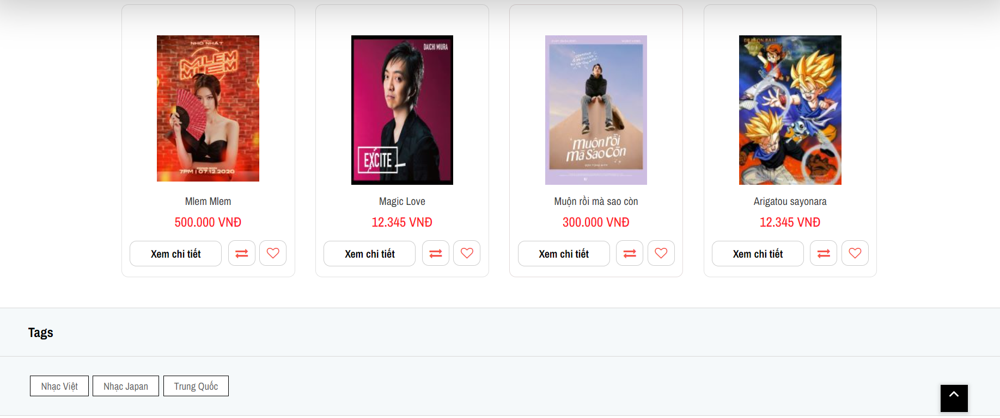 NHỜ NHẬT
MLEM
MLEM
7PM | 07.12.2020
DAICHI MIURA
EXCITE
muộn rồi
mà sao còn
DRAGON BALL
Mlem Mlem
Magic Love
Muộn rồi mà sao còn
Arigatou sayonara
500.000 VNĐ
12.345 VNĐ
300.000 VNĐ
12.345 VNĐ
Xem chi tiết
Xem chi tiết
Xem chi tiết
Xem chi tiết
Tags
Nhạc Việt
Nhạc Japan
Trung Quốc